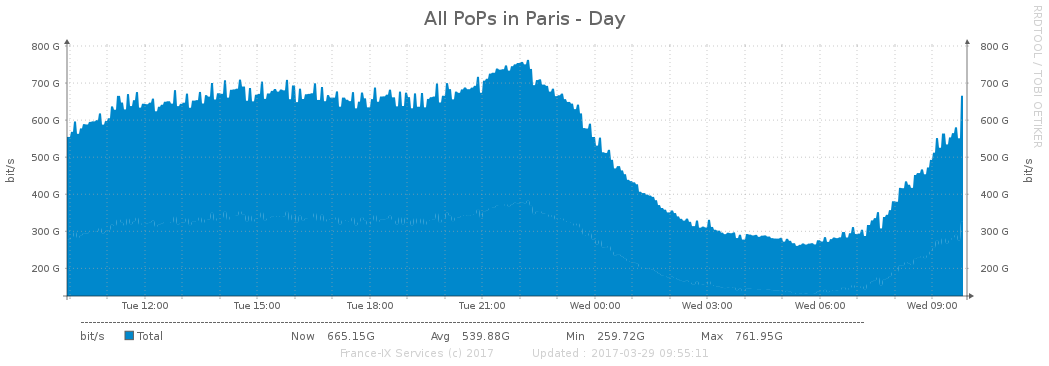 All PoPs in Paris - Day
RRDTOOL / TOBI OETIKER
800 G 800 G
700 G 700 G
600 G 600 G
500 G 500 G
400 G 400 G
300 G 300 G
200 G 200 G
bit/s bit/s
Tue 12:00 Tue 15:00 Tue 18:00 Tue 21:00 Wed 00:00 Wed 03:00 Wed 06:00 Wed 09:00
bit/s Total Now 665.15G Avg 539.88G Min 259.72G Max 761.95G
France-IX Services (c) 2017 Updated : 2017-03-29 09:55:11